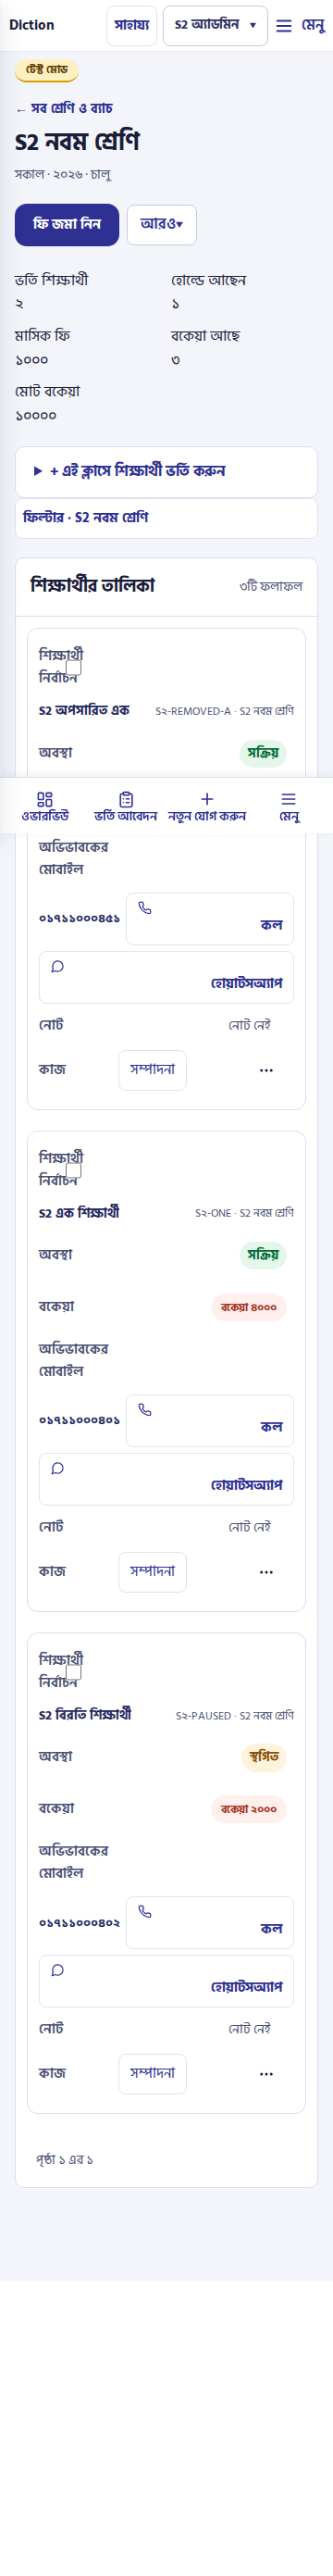 Diction সাহায্য S2 অ্যাডমিন ▾ মেনু
টেস্ট মোড
← সব শ্রেণি ও ব্যাচ
S2 নবম শ্রেণি
সকাল · ২০২৬ · চালু
ফি জমা নিন আরও▾
ভর্তি শিক্ষার্থী হোল্ডে আছেন
২ ১
মাসিক ফি বকেয়া আছে
১০০০ ৩
মোট বকেয়া
১০০০০
▶ + এই ক্লাসে শিক্ষার্থী ভর্তি করুন
ফিল্টার · S2 নবম শ্রেণি
শিক্ষার্থীর তালিকা ৩টি ফলাফল
শিক্ষার্থী
নির্বাচন
S2 অপসারিত এক S২-REMOVED-A · S2 নবম শ্রেণি
অবস্থা সক্রিয়
ওভারভিউ ভর্তি আবেদন নতুন যোগ করুন মেনু
অভিভাবকের
মোবাইল
০১৭১১০০০৪৫১ কল
হোয়াটসঅ্যাপ
নোট নোট নেই
কাজ সম্পাদনা ...
শিক্ষার্থী
নির্বাচন
S2 এক শিক্ষার্থী S২-ONE · S2 নবম শ্রেণি
অবস্থা সক্রিয়
বকেয়া বকেয়া ৪০০০
অভিভাবকের
মোবাইল
০১৭১১০০০৪০১ কল
হোয়াটসঅ্যাপ
নোট নোট নেই
কাজ সম্পাদনা ...
শিক্ষার্থী
নির্বাচন
S2 বিরতি শিক্ষার্থী S২-PAUSED · S2 নবম শ্রেণি
অবস্থা স্থগিত
বকেয়া বকেয়া ২০০০
অভিভাবকের
মোবাইল
০১৭১১০০০৪০২ কল
হোয়াটসঅ্যাপ
নোট নোট নেই
কাজ সম্পাদনা ...
পৃষ্ঠা ১ এর ১